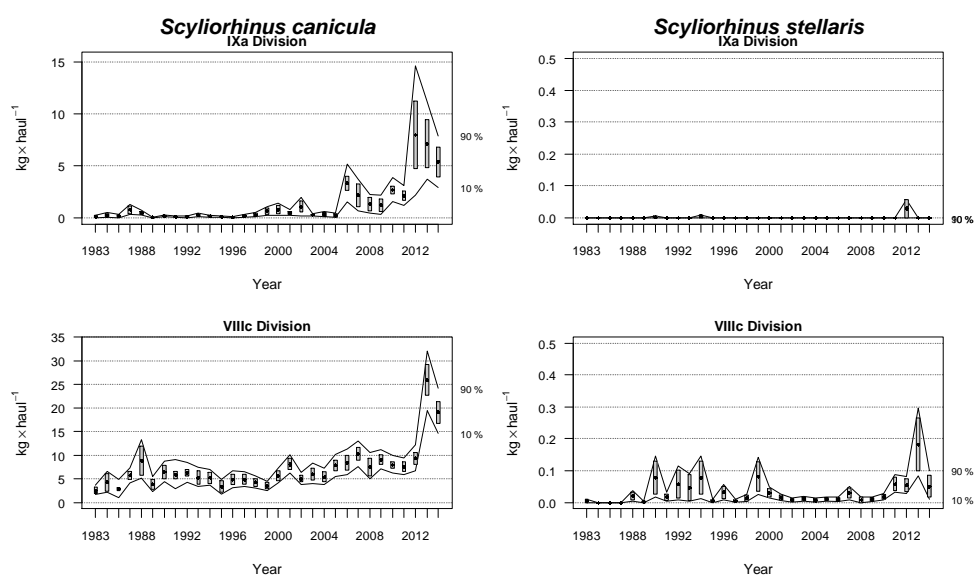 Scyliorhinus canicula
IXa Division
15
10
5
0
kg×haul⁻¹
90 %
10 %
1983 1988 1992 1996 2000 2004 2008 2012
Year
Scyliorhinus stellaris
IXa Division
0.5
0.4
0.3
0.2
0.1
0.0
kg×haul⁻¹
1983 1988 1992 1996 2000 2004 2008 2012
Year
VIIIc Division
35
30
25
20
15
10
5
0
kg×haul⁻¹
90 %
10 %
1983 1988 1992 1996 2000 2004 2008 2012
Year
VIIIc Division
0.5
0.4
0.3
0.2
0.1
0.0
kg×haul⁻¹
90 %
10 %
1983 1988 1992 1996 2000 2004 2008 2012
Year